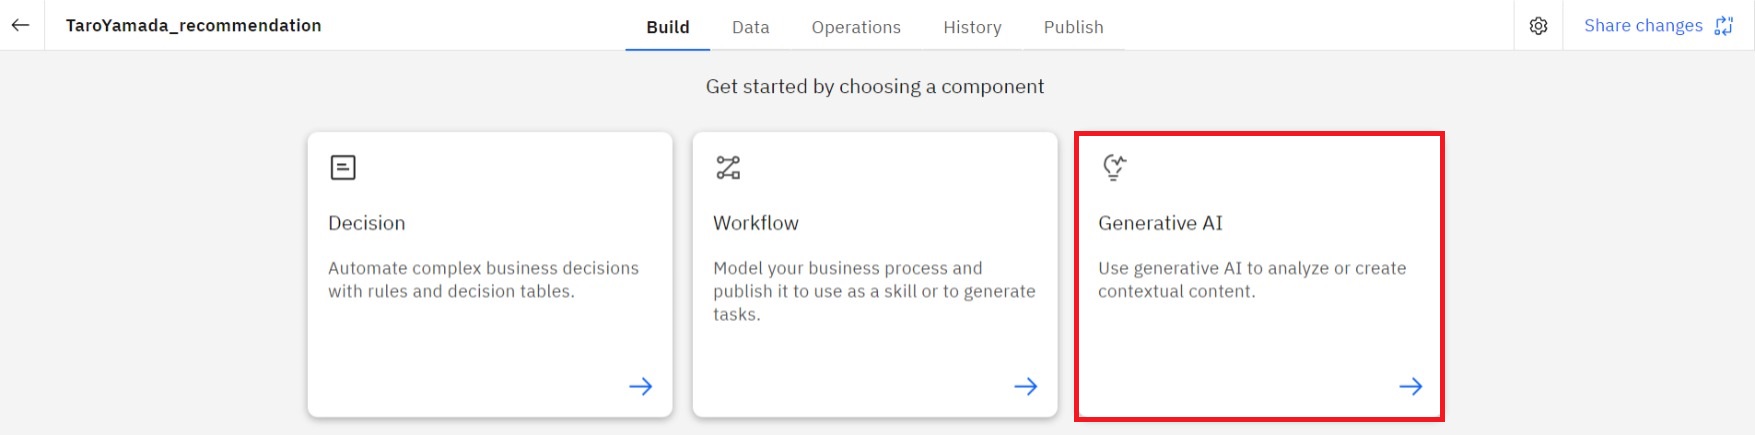 TaroYamada_recommendation
Build
Data
Operations
History
Publish
Share changes
Get started by choosing a component
Decision
Automate complex business decisions
with rules and decision tables.
Workflow
Model your business process and
publish it to use as a skill or to generate
tasks.
Generative AI
Use generative AI to analyze or create
contextual content.